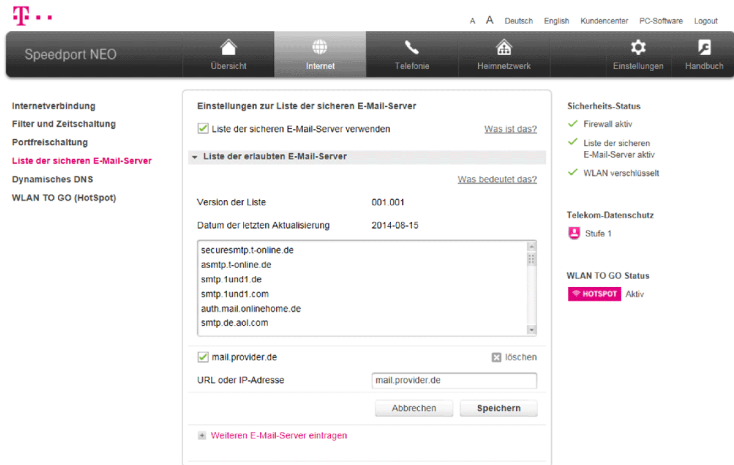 T
A A Deutsch English Kundencenter PC-Software Logout
Speedport NEO
Übersicht Internet Telefonie Heimnetzwerk Einstellungen Handbuch
Internetverbindung
Filter und Zeitschaltung
Portfreischaltung
Liste der sicheren E-Mail-Server
Dynamisches DNS
WLAN TO GO (HotSpot)
Einstellungen zur Liste der sicheren E-Mail-Server
Liste der sicheren E-Mail-Server verwenden Was ist das?
Liste der erlaubten E-Mail-Server
Was bedeutet das?
Version der Liste 001.001
Datum der letzten Aktualisierung 2014-08-15
securesmtp.t-online.de
asmtp.t-online.de
smtp.1und1.de
smtp.1und1.com
auth.mail.onlinehome.de
smtp.de.aol.com
mail.provider.de löschen
URL oder IP-Adresse mail.provider.de
Abbrechen Speichern
Weiteren E-Mail-Server eintragen
Sicherheits-Status
Firewall aktiv
Liste der sicheren
E-Mail-Server aktiv
WLAN verschlüsselt
Telekom-Datenschutz
Stufe 1
WLAN TO GO Status
HOTSPOT Aktiv